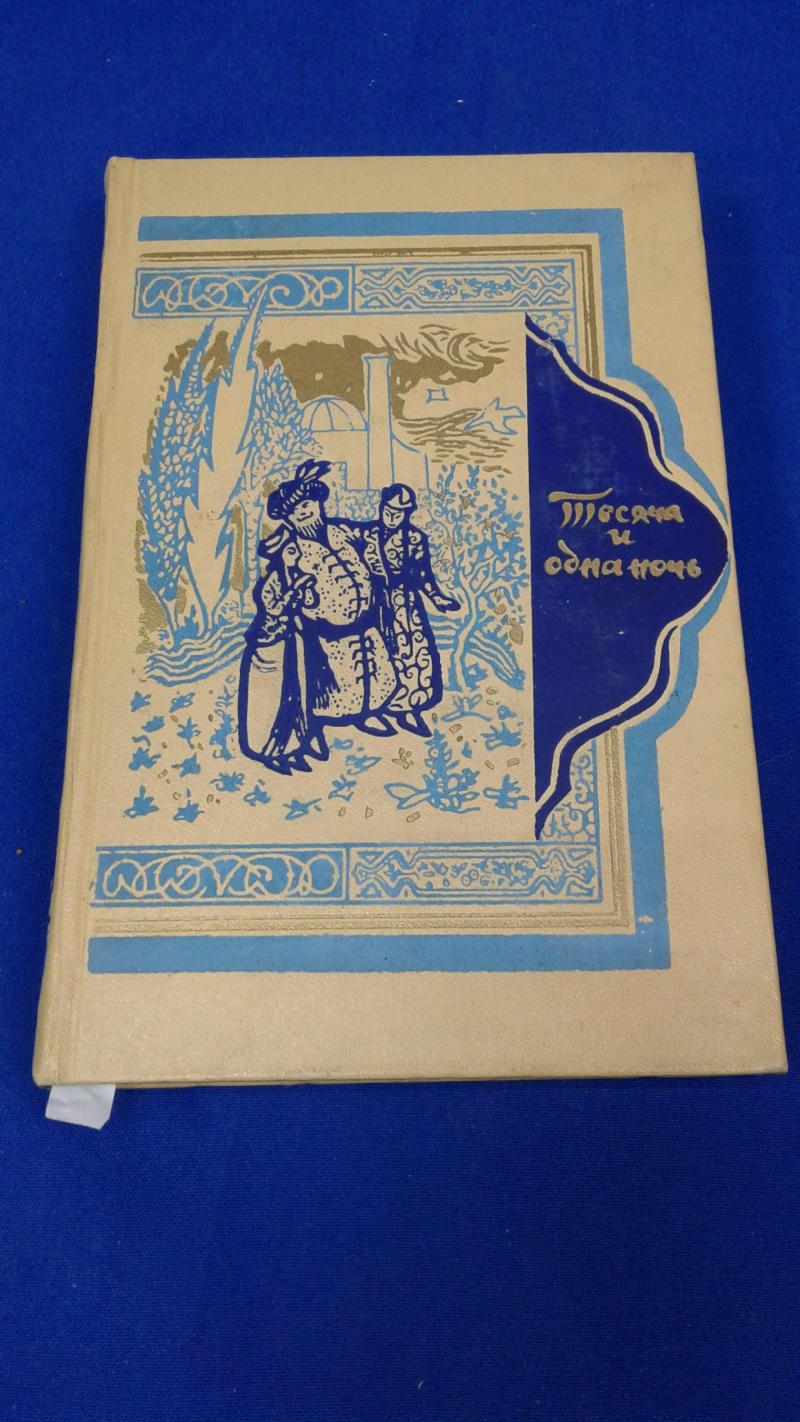 Тысяча
и
одна ночь